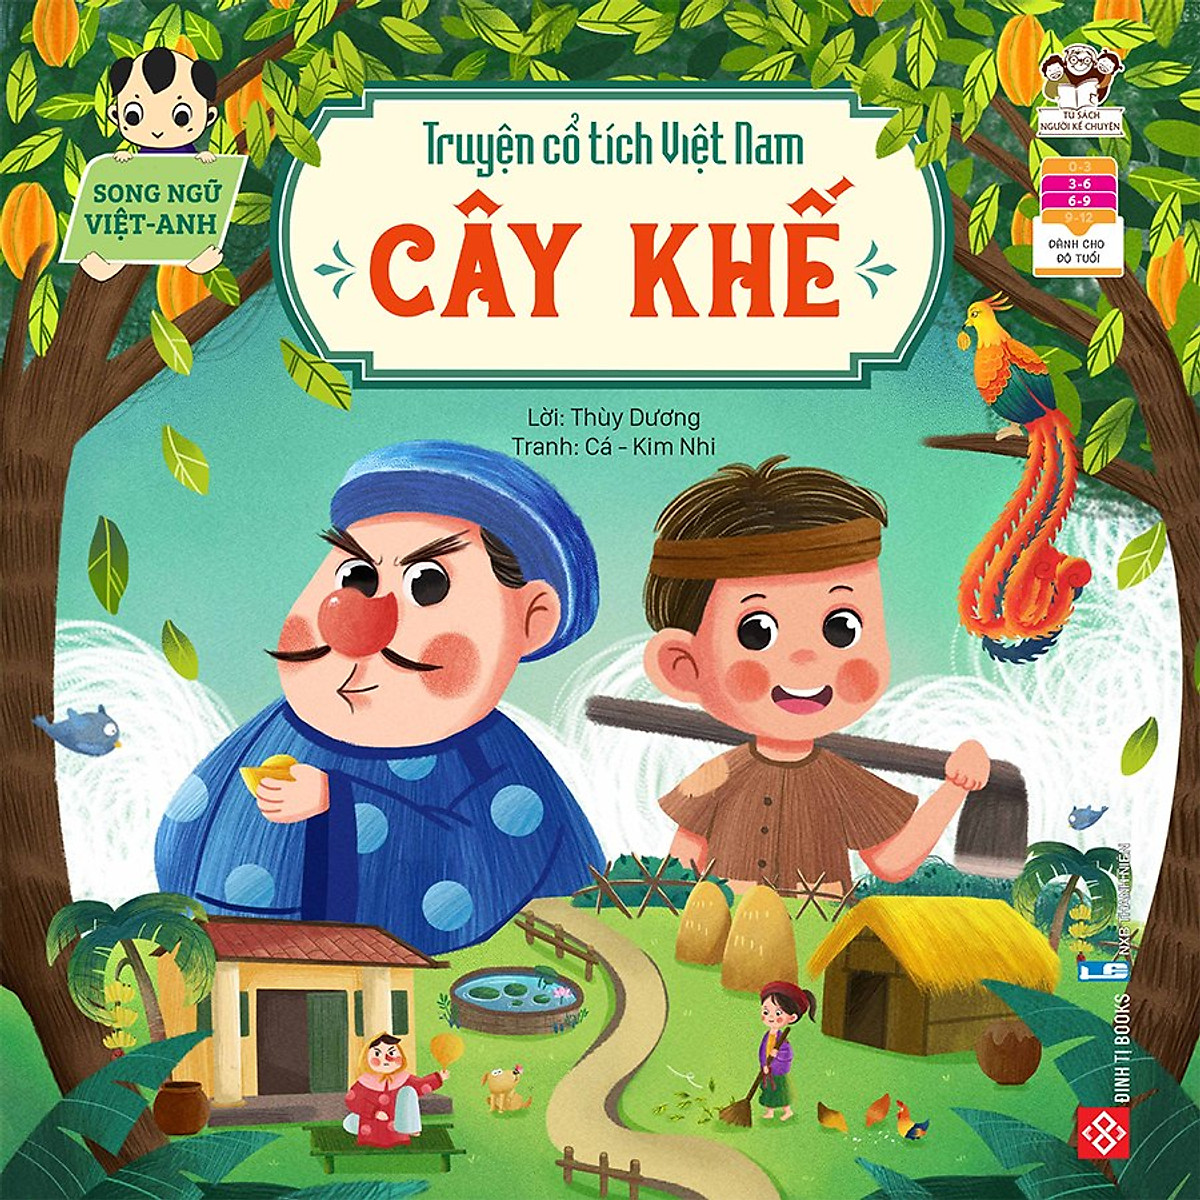 Truyện cổ tích Việt Nam
CÂY KHẾ
SONG NGỮ
VIỆT-ANH
TỦ SÁCH
NGƯỜI KỂ CHUYỆN
0-3
3-6
6-9
9-12
DÀNH CHO
ĐỘ TUỔI
Lời: Thùy Dương
Tranh: Cá - Kim Nhi
NXB THANH NIÊN
ĐINH TỊ BOOKS